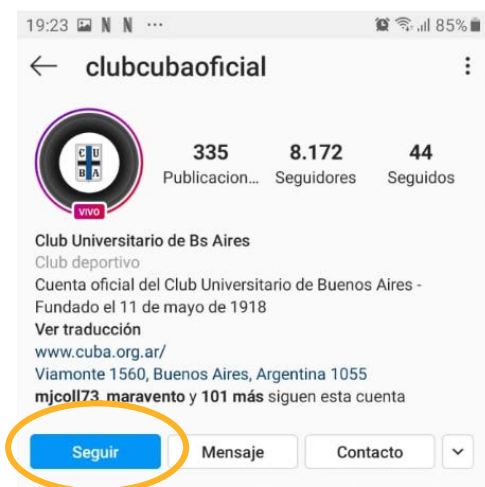 19:23 N N ... 85%
clubcubaoficial
335 8.172 44
Publicacion... Seguidores Seguidos
C U
B A
VIVO
Club Universitario de Bs Aires
Club deportivo
Cuenta oficial del Club Universitario de Buenos Aires -
Fundado el 11 de mayo de 1918
Ver traducción
www.cuba.org.ar/
Viamonte 1560, Buenos Aires, Argentina 1055
mjcoll73, maravento y 101 más siguen esta cuenta
Seguir Mensaje Contacto